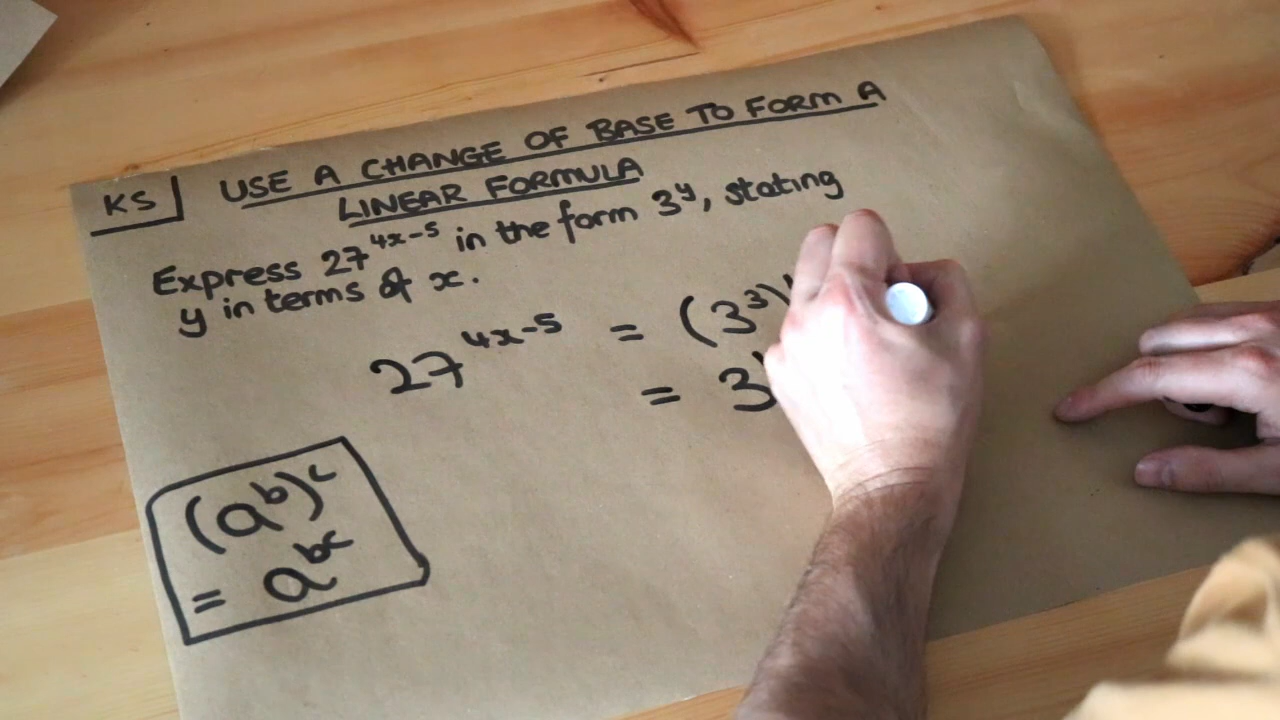 KS USE A CHANGE OF BASE TO FORM A
LINEAR FORMULA
Express 27^(4x-5) in the form 3^y, stating
y in terms of x.
27^(4x-5) = (3^3)
= 3
(a^b)^c
= a^(bc)